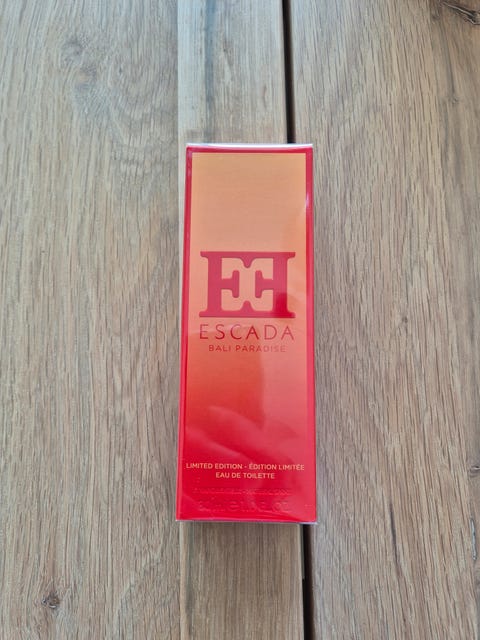 ESCADA
BALI PARADISE
LIMITED EDITION - ÉDITION LIMITÉE
EAU DE TOILETTE